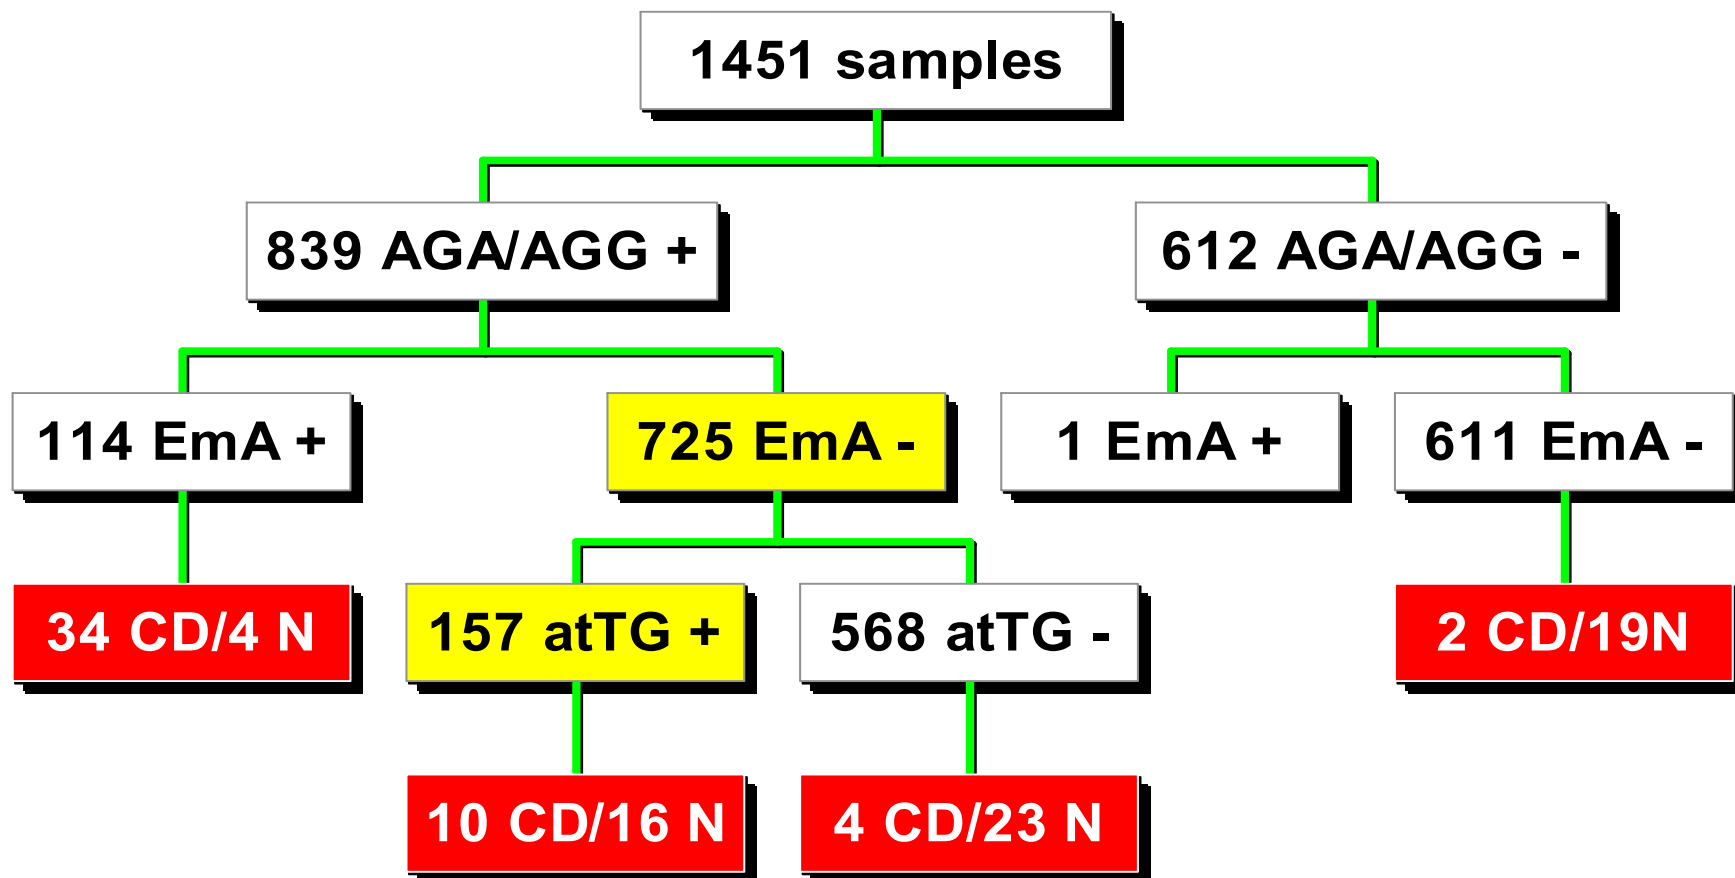 1451 samples
839 AGA/AGG +
612 AGA/AGG -
114 EmA +
725 EmA -
1 EmA +
611 EmA -
34 CD/4 N
157 atTG +
568 atTG -
2 CD/19N
10 CD/16 N
4 CD/23 N